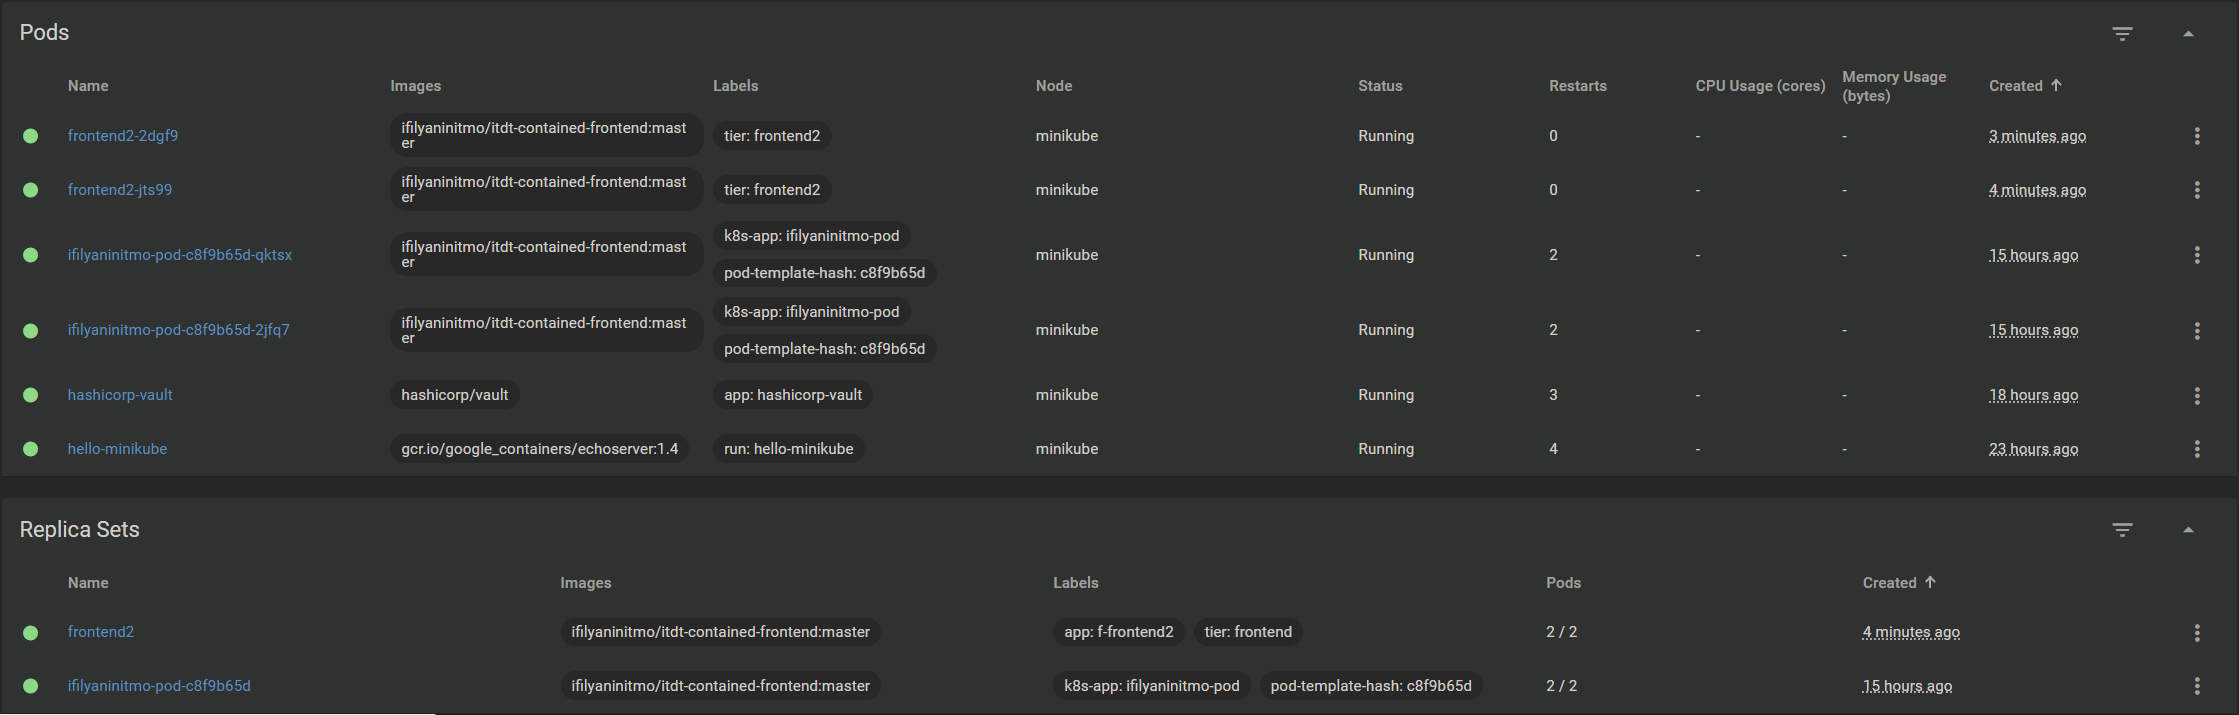 Pods
Name Images Labels Node Status Restarts CPU Usage (cores) Memory Usage (bytes) Created
frontend2-2dgf9 ifilyaninitmo/itdt-contained-frontend:master tier: frontend2 minikube Running 0 - - 3 minutes ago
frontend2-jts99 ifilyaninitmo/itdt-contained-frontend:master tier: frontend2 minikube Running 0 - - 4 minutes ago
ifilyaninitmo-pod-c8f9b65d-qktsx ifilyaninitmo/itdt-contained-frontend:master k8s-app: ifilyaninitmo-pod pod-template-hash: c8f9b65d minikube Running 2 - - 15 hours ago
ifilyaninitmo-pod-c8f9b65d-2jfq7 ifilyaninitmo/itdt-contained-frontend:master k8s-app: ifilyaninitmo-pod pod-template-hash: c8f9b65d minikube Running 2 - - 15 hours ago
hashicorp-vault hashicorp/vault app: hashicorp-vault minikube Running 3 - - 18 hours ago
hello-minikube gcr.io/google_containers/echoserver:1.4 run: hello-minikube minikube Running 4 - - 23 hours ago
Replica Sets
Name Images Labels Pods Created
frontend2 ifilyaninitmo/itdt-contained-frontend:master app: f-frontend2 tier: frontend 2 / 2 4 minutes ago
ifilyaninitmo-pod-c8f9b65d ifilyaninitmo/itdt-contained-frontend:master k8s-app: ifilyaninitmo-pod pod-template-hash: c8f9b65d 2 / 2 15 hours ago